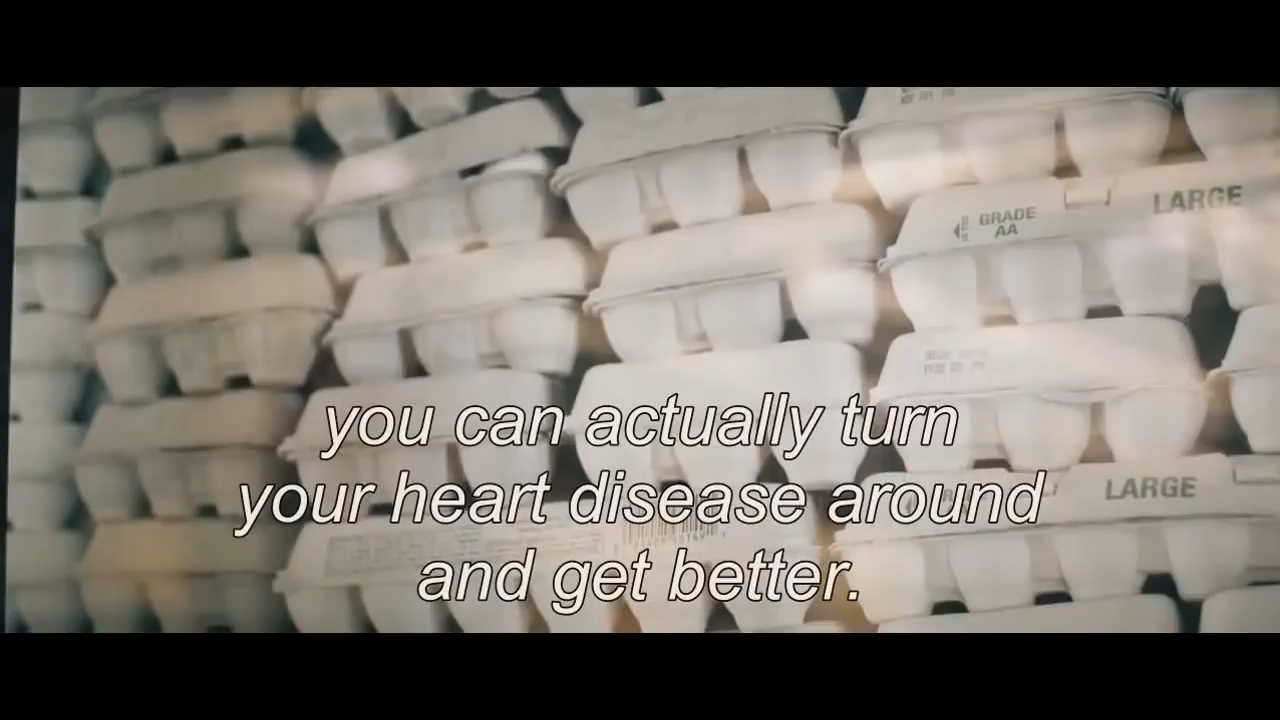 LARGE
GRADE
AA
LARGE
you can actually turn
your heart disease around
and get better.